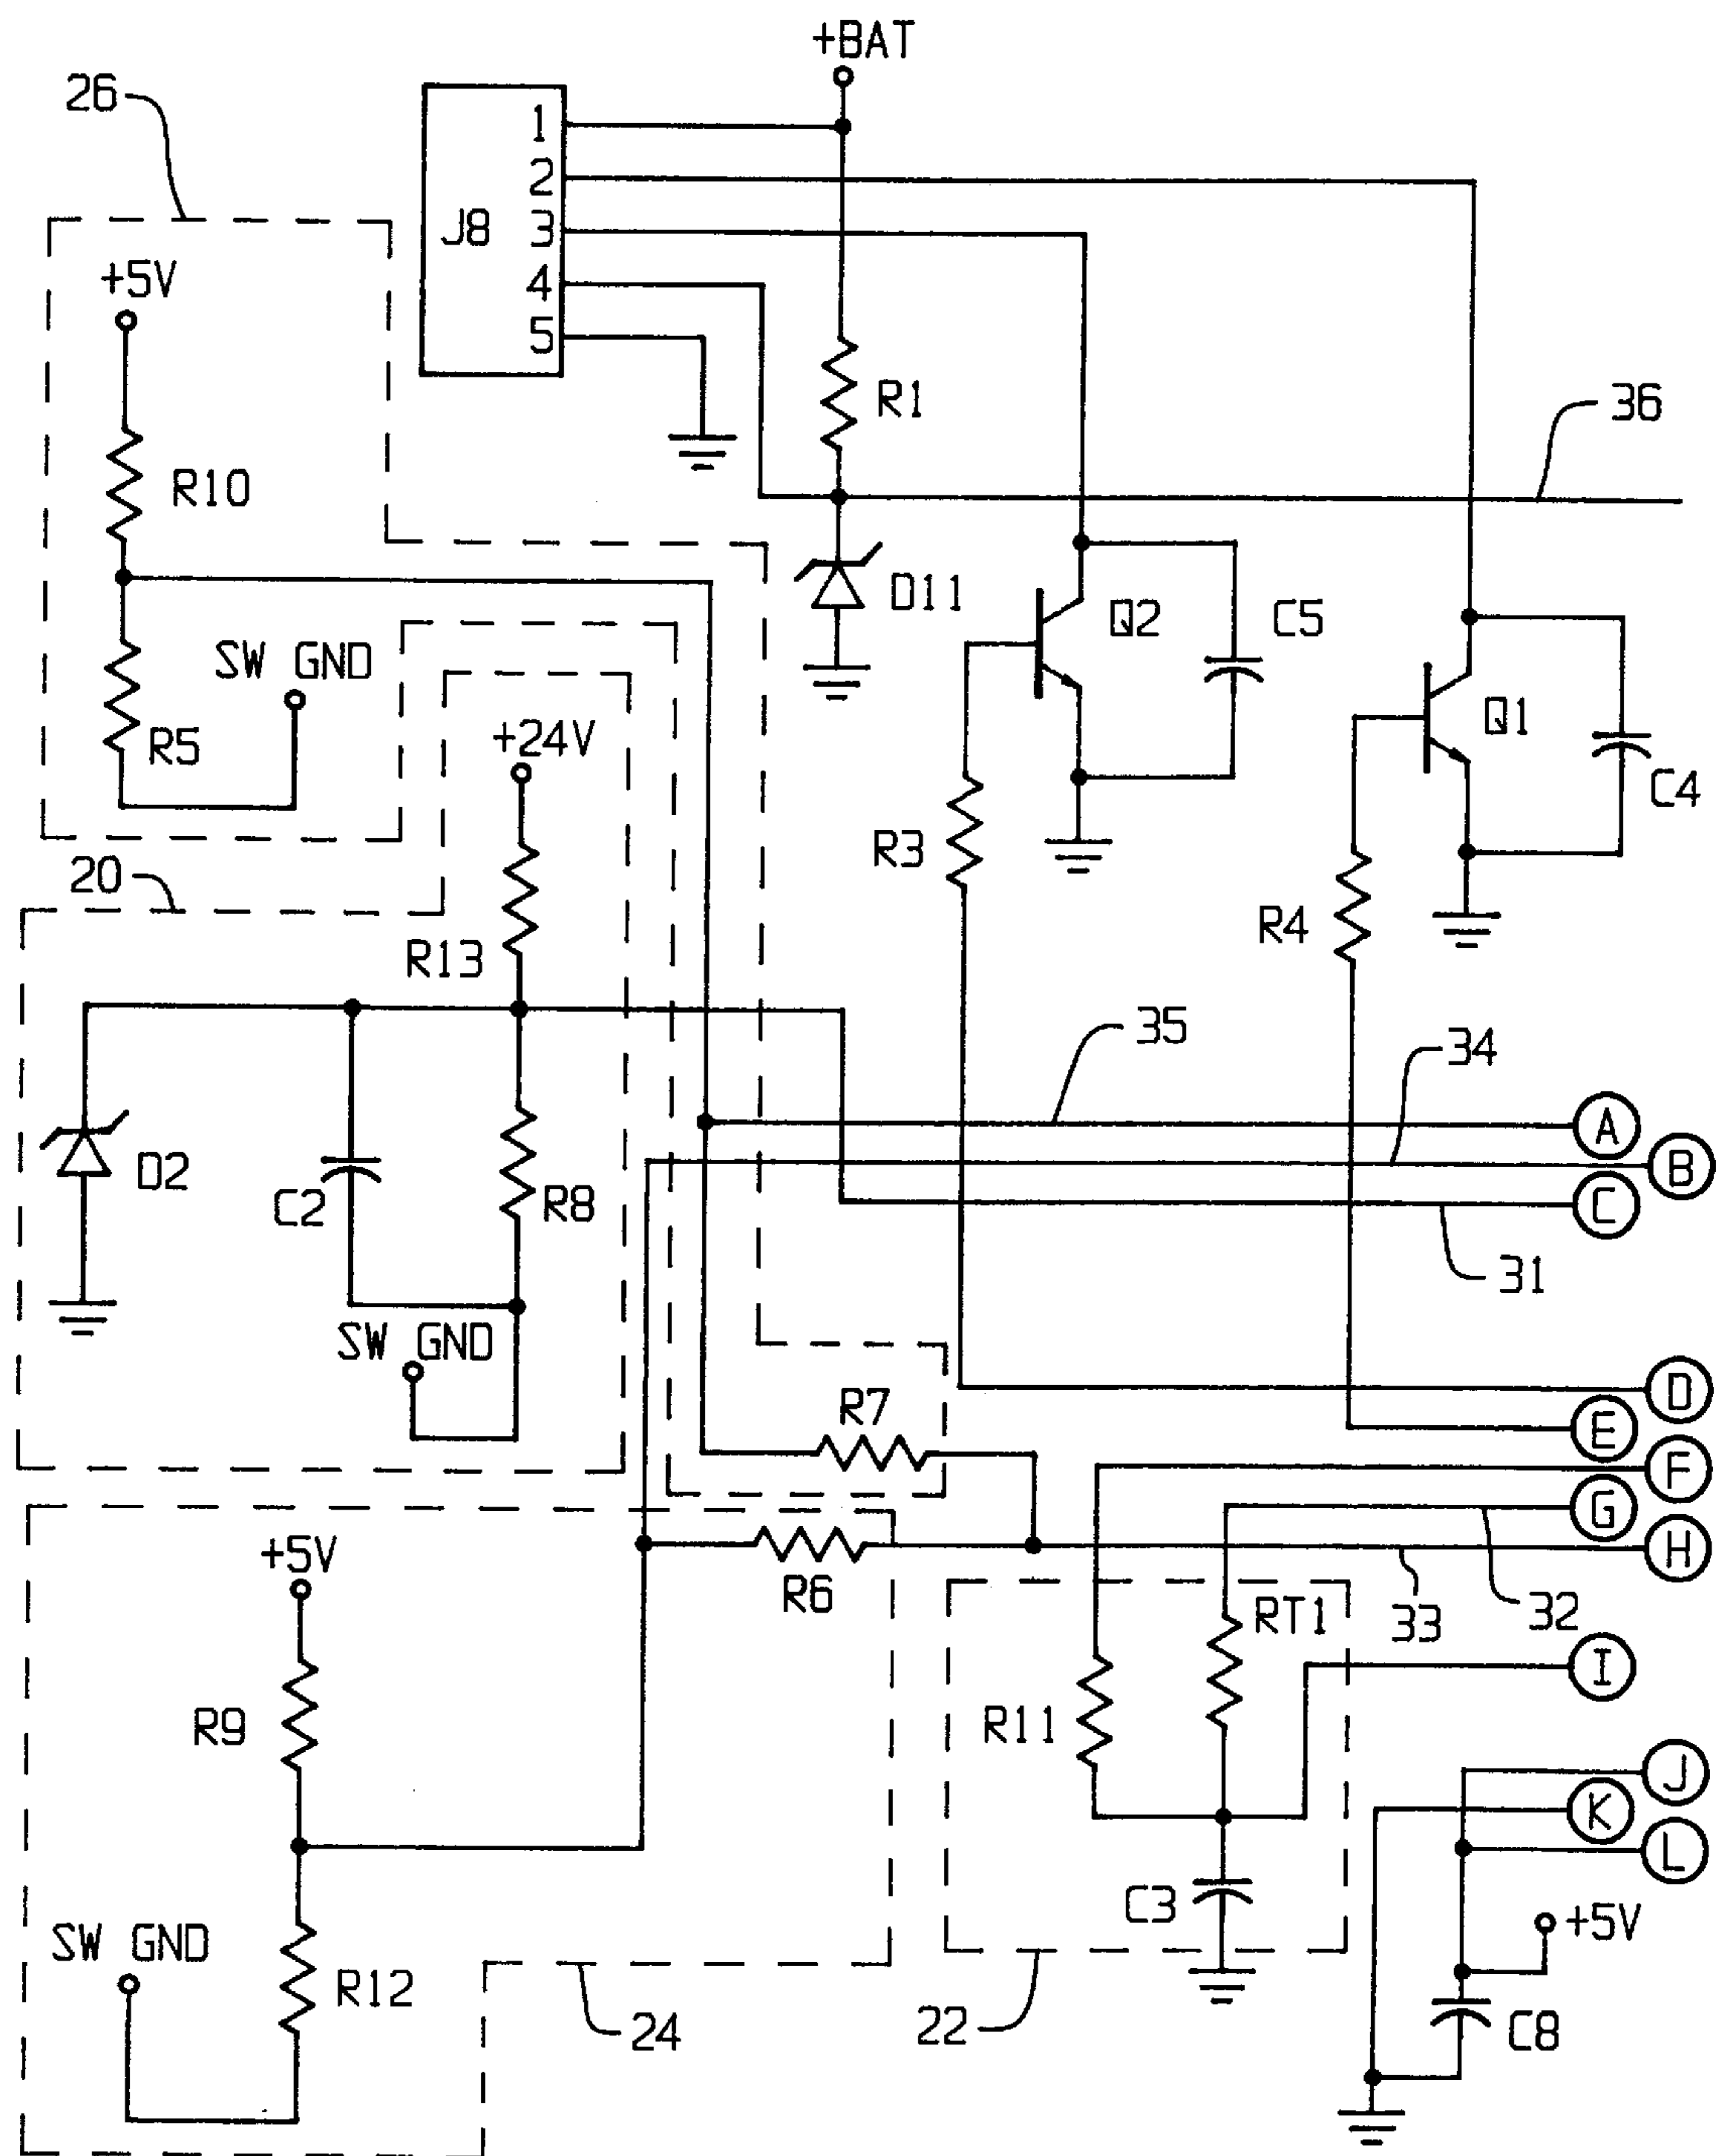 +BAT
26
1
2
J8
3
+5V
4
5
R1
36
R10
D11
Q2
C5
SW GND
Q1
R5
+24V
C4
R3
20
R4
R13
35
34
A
B
D2
C2
R8
C
31
SW GND
D
R7
E
F
G
+5V
H
R6
RT1
33
32
I
R9
R11
J
K
L
C3
SW GND
+5V
R12
24
22
C8